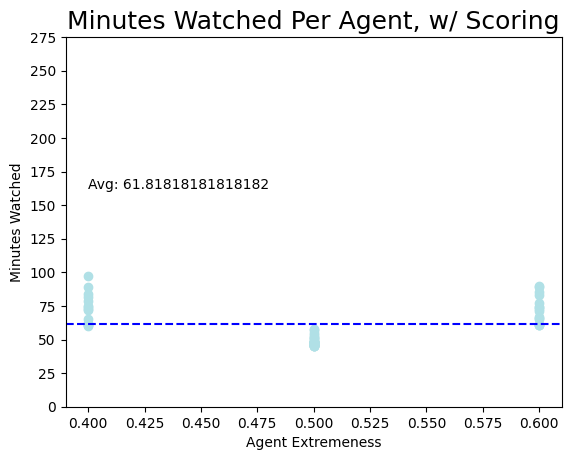 Minutes Watched Per Agent, w/ Scoring
275
250
225
200
175
150
125
100
75
50
25
0
Minutes Watched
Avg: 61.81818181818182
0.400 0.425 0.450 0.475 0.500 0.525 0.550 0.575 0.600
Agent Extremeness